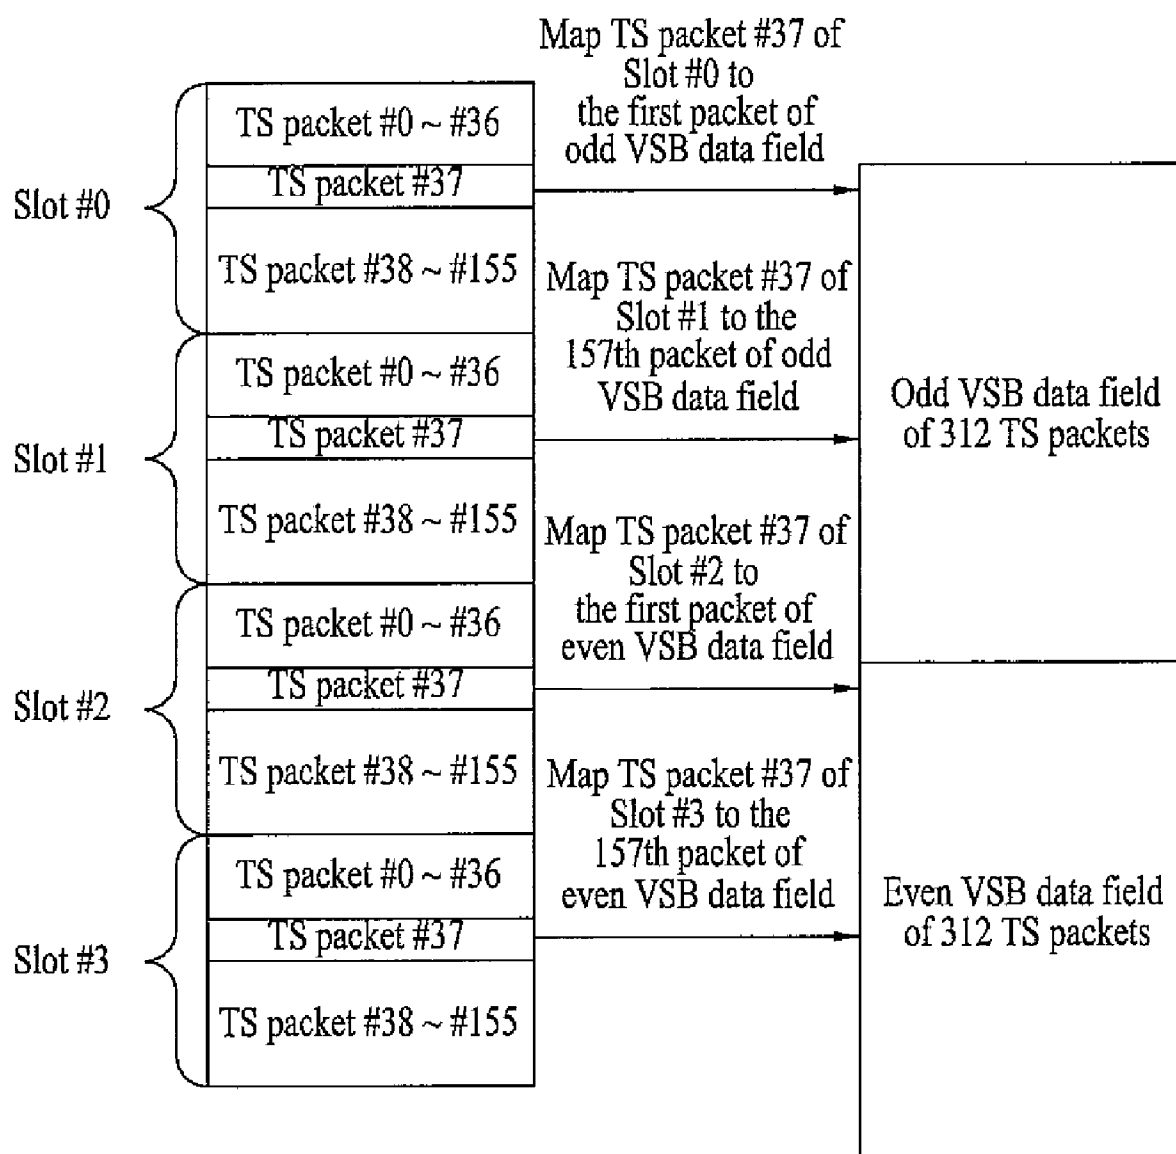 Map TS packet #37 of
Slot #0 to
the first packet of
odd VSB data field
Slot #0
TS packet #0 ~ #36
TS packet #37
TS packet #38 ~ #155
Map TS packet #37 of
Slot #1 to the
157th packet of odd
VSB data field
Slot #1
TS packet #0 ~ #36
TS packet #37
TS packet #38 ~ #155
Odd VSB data field
of 312 TS packets
Map TS packet #37 of
Slot #2 to
the first packet of
even VSB data field
Slot #2
TS packet #0 ~ #36
TS packet #37
TS packet #38 ~ #155
Map TS packet #37 of
Slot #3 to the
157th packet of
even VSB data field
Slot #3
TS packet #0 ~ #36
TS packet #37
TS packet #38 ~ #155
Even VSB data field
of 312 TS packets